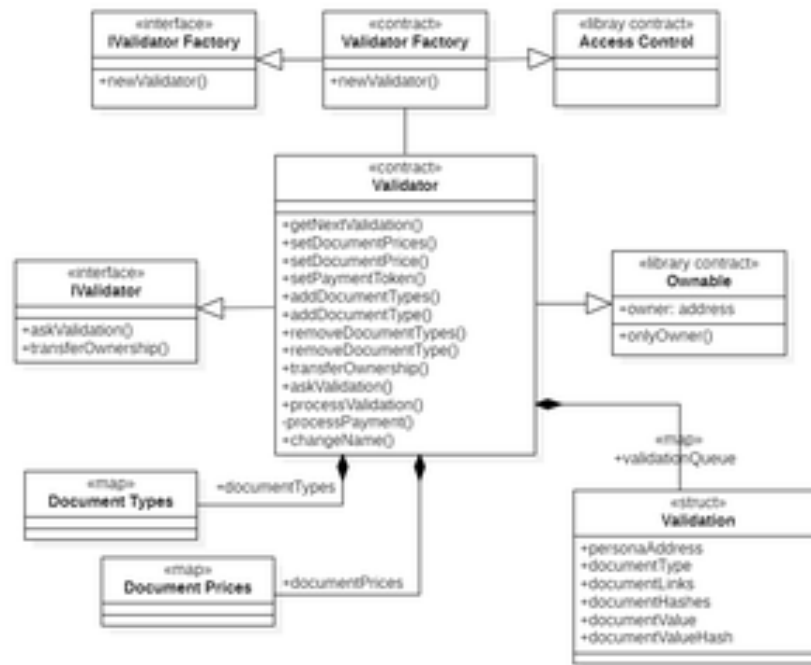 «interface»
IValidator Factory
+newValidator()
«contract»
Validator Factory
+newValidator()
«libray contract»
Access Control
«contract»
Validator
+getNextValidation()
+setDocumentPrices()
+setDocumentPrice()
+setPaymentToken()
+addDocumentTypes()
+addDocumentType()
+removeDocumentTypes()
+removeDocumentType()
+transferOwnership()
+askValidation()
+processValidation()
-processPayment()
+changeName()
«interface»
IValidator
+askValidation()
+transferOwnership()
«library contract»
Ownable
+owner: address
+onlyOwner()
«map»
+validationQueue
«map»
Document Types
+documentTypes
«map»
Document Prices
+documentPrices
«struct»
Validation
+personaAddress
+documentType
+documentLinks
+documentHashes
+documentValue
+documentValueHash